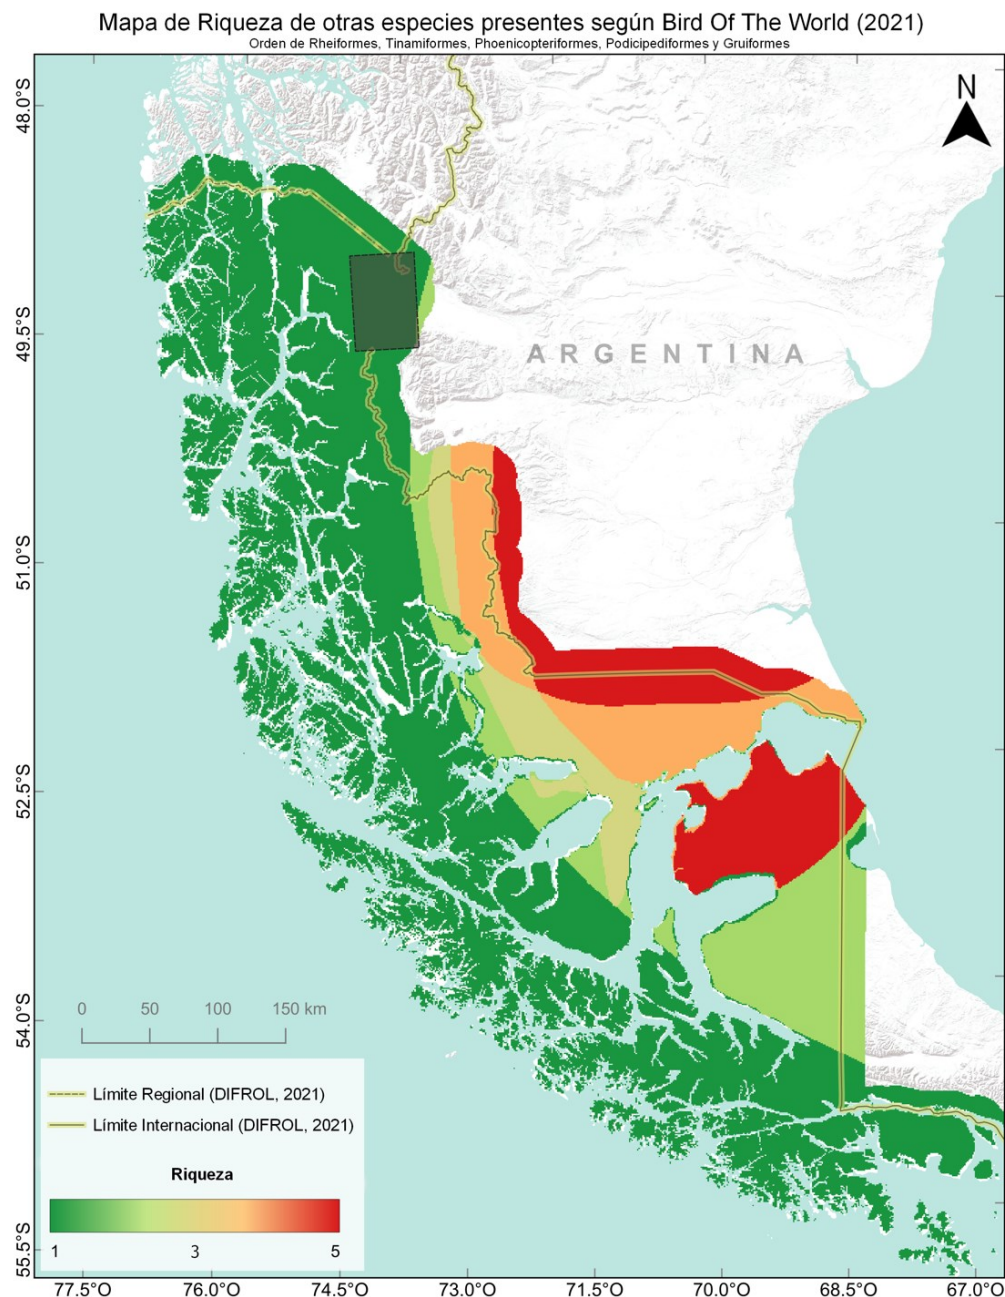 Mapa de Riqueza de otras especies presentes según Bird Of The World (2021)
Orden de Rheiformes, Tinamiformes, Phoenicopteriformes, Podicipediformes y Gruiformes
N
48.0°S
49.5°S
ARGENTINA
51.0°S
52.5°S
54.0°S
55.5°S
0 50 100 150 km
Límite Regional (DIFROL, 2021)
Límite Internacional (DIFROL, 2021)
Riqueza
1 3 5
77.5°O 76.0°O 74.5°O 73.0°O 71.5°O 70.0°O 68.5°O 67.0°O